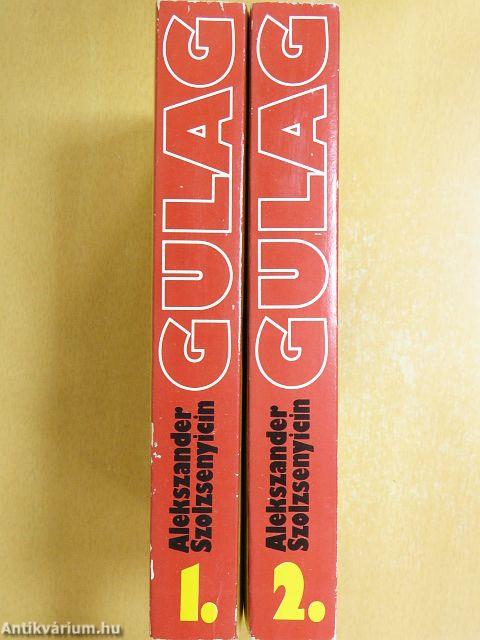 GULAG
Alekszander
Szolzsenyicin
1.
GULAG
Alekszander
Szolzsenyicin
2.
Antikvárium.hu